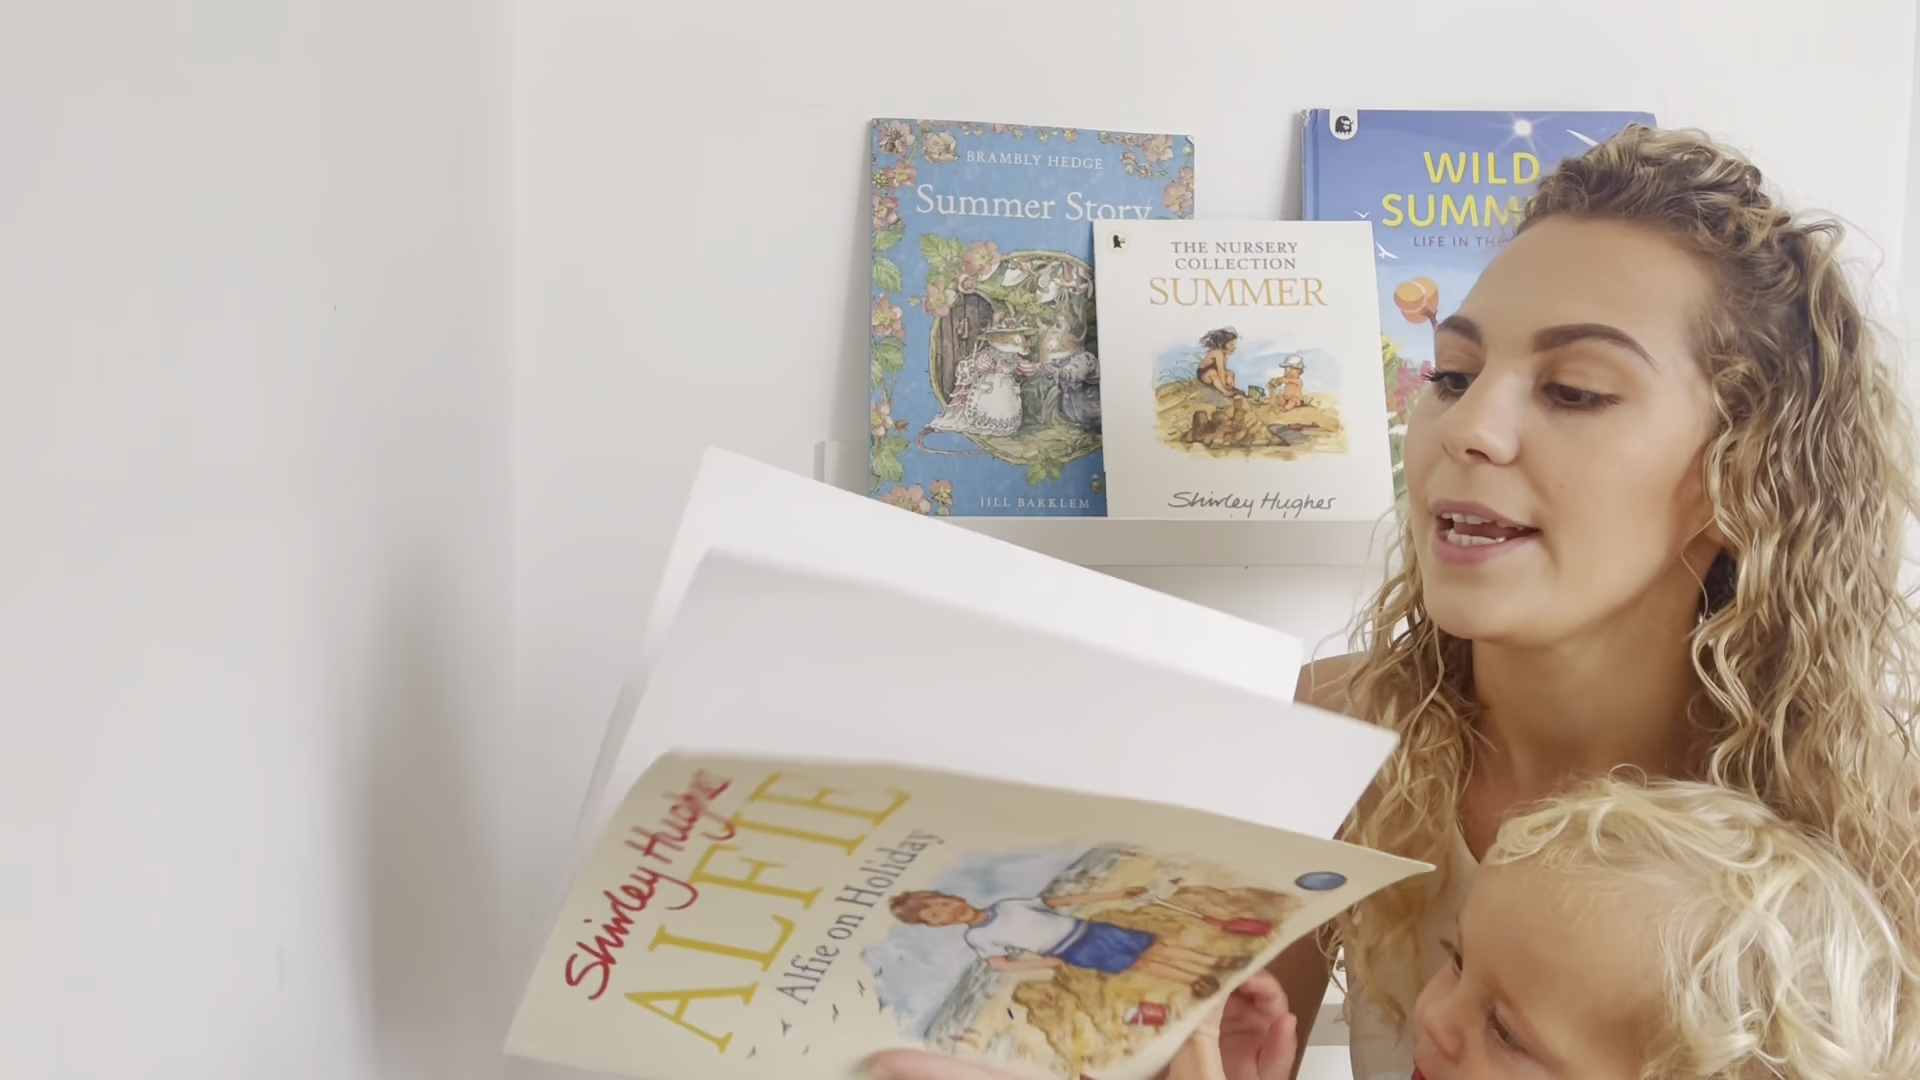 BRAMBLY HEDGE
Summer Story
JILL BARKLEM
THE NURSERY
COLLECTION
SUMMER
Shirley Hughes
WILD
LIFE IN THE
Shirley Hughes
ALFIE
Alfie on Holiday